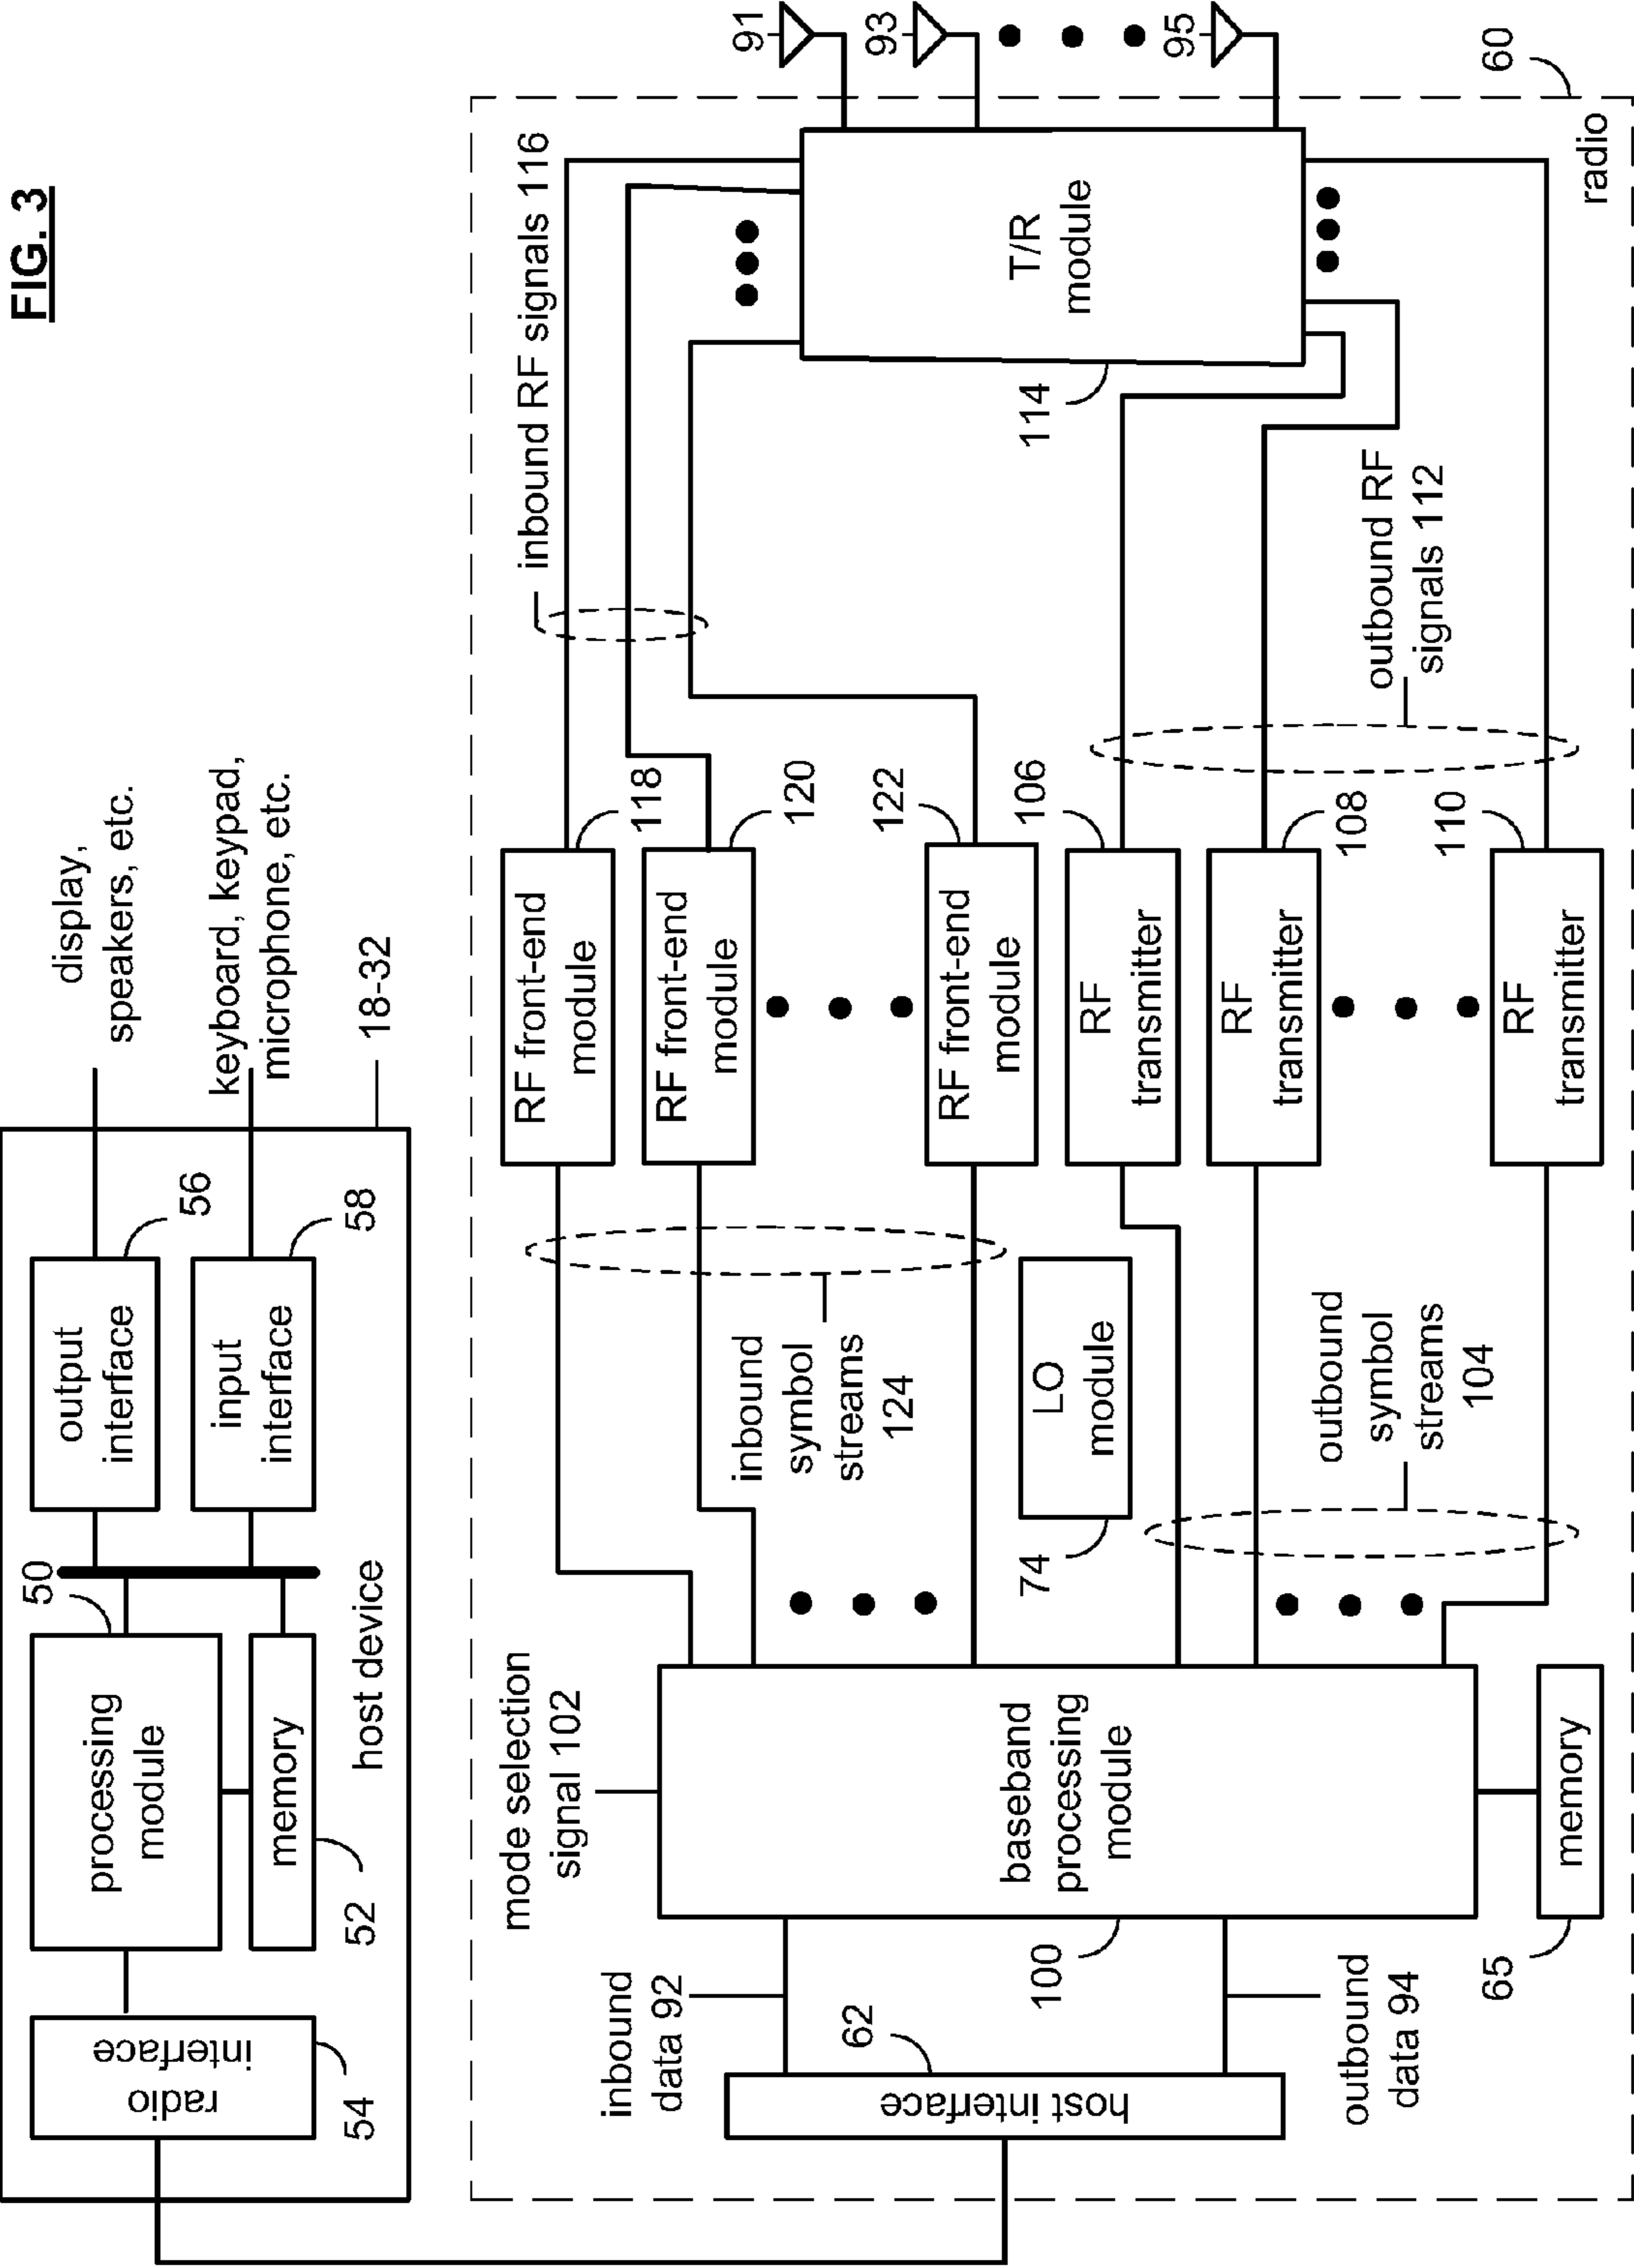 FIG. 3
display,
speakers, etc.
keyboard, keypad,
microphone, etc.
18-32
output
interface
56
input
interface
58
50
processing
module
memory
52
host device
radio
interface
54
mode selection
signal 102
inbound RF signals 116
RF front-end
module
118
RF front-end
module
120
RF front-end
module
122
RF
transmitter
106
RF
transmitter
108
RF
transmitter
110
T/R
module
114
91
93
95
60
radio
outbound RF
signals 112
inbound
symbol
streams
124
LO
module
74
outbound
symbol
streams
104
baseband
processing
module
100
memory
65
inbound
data 92
62
host interface
outbound
data 94